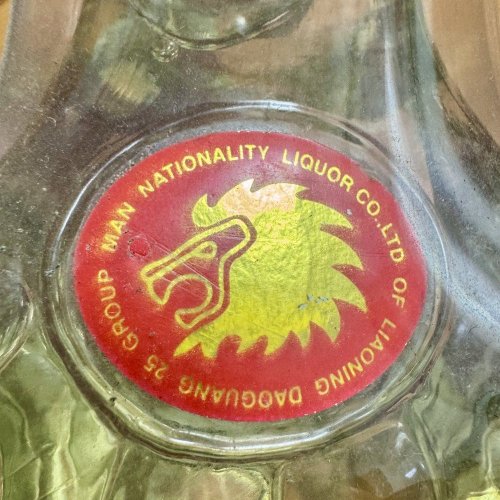 MAN NATIONALITY LIQUOR CO.,LTD OF LIAONING DAOGUANG 25 GROUP